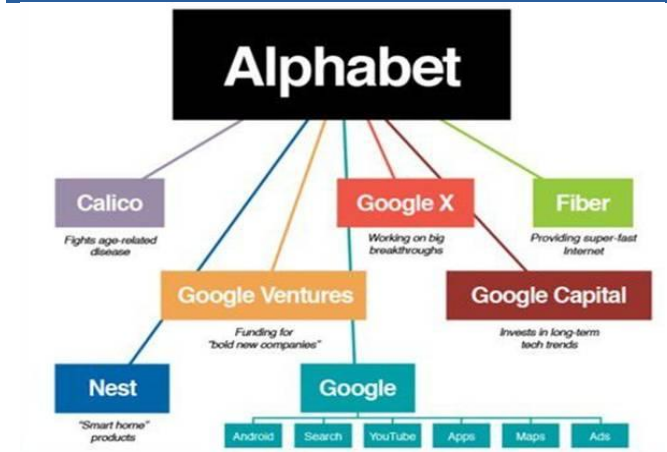 Alphabet
Calico
Fights age-related
disease
Google X
Working on big
breakthroughs
Fiber
Providing super-fast
Internet
Google Ventures
Funding for
"bold new companies"
Google Capital
Invests in long-term
tech trends
Nest
"Smart home"
products
Google
Android
Search
YouTube
Apps
Maps
Ads